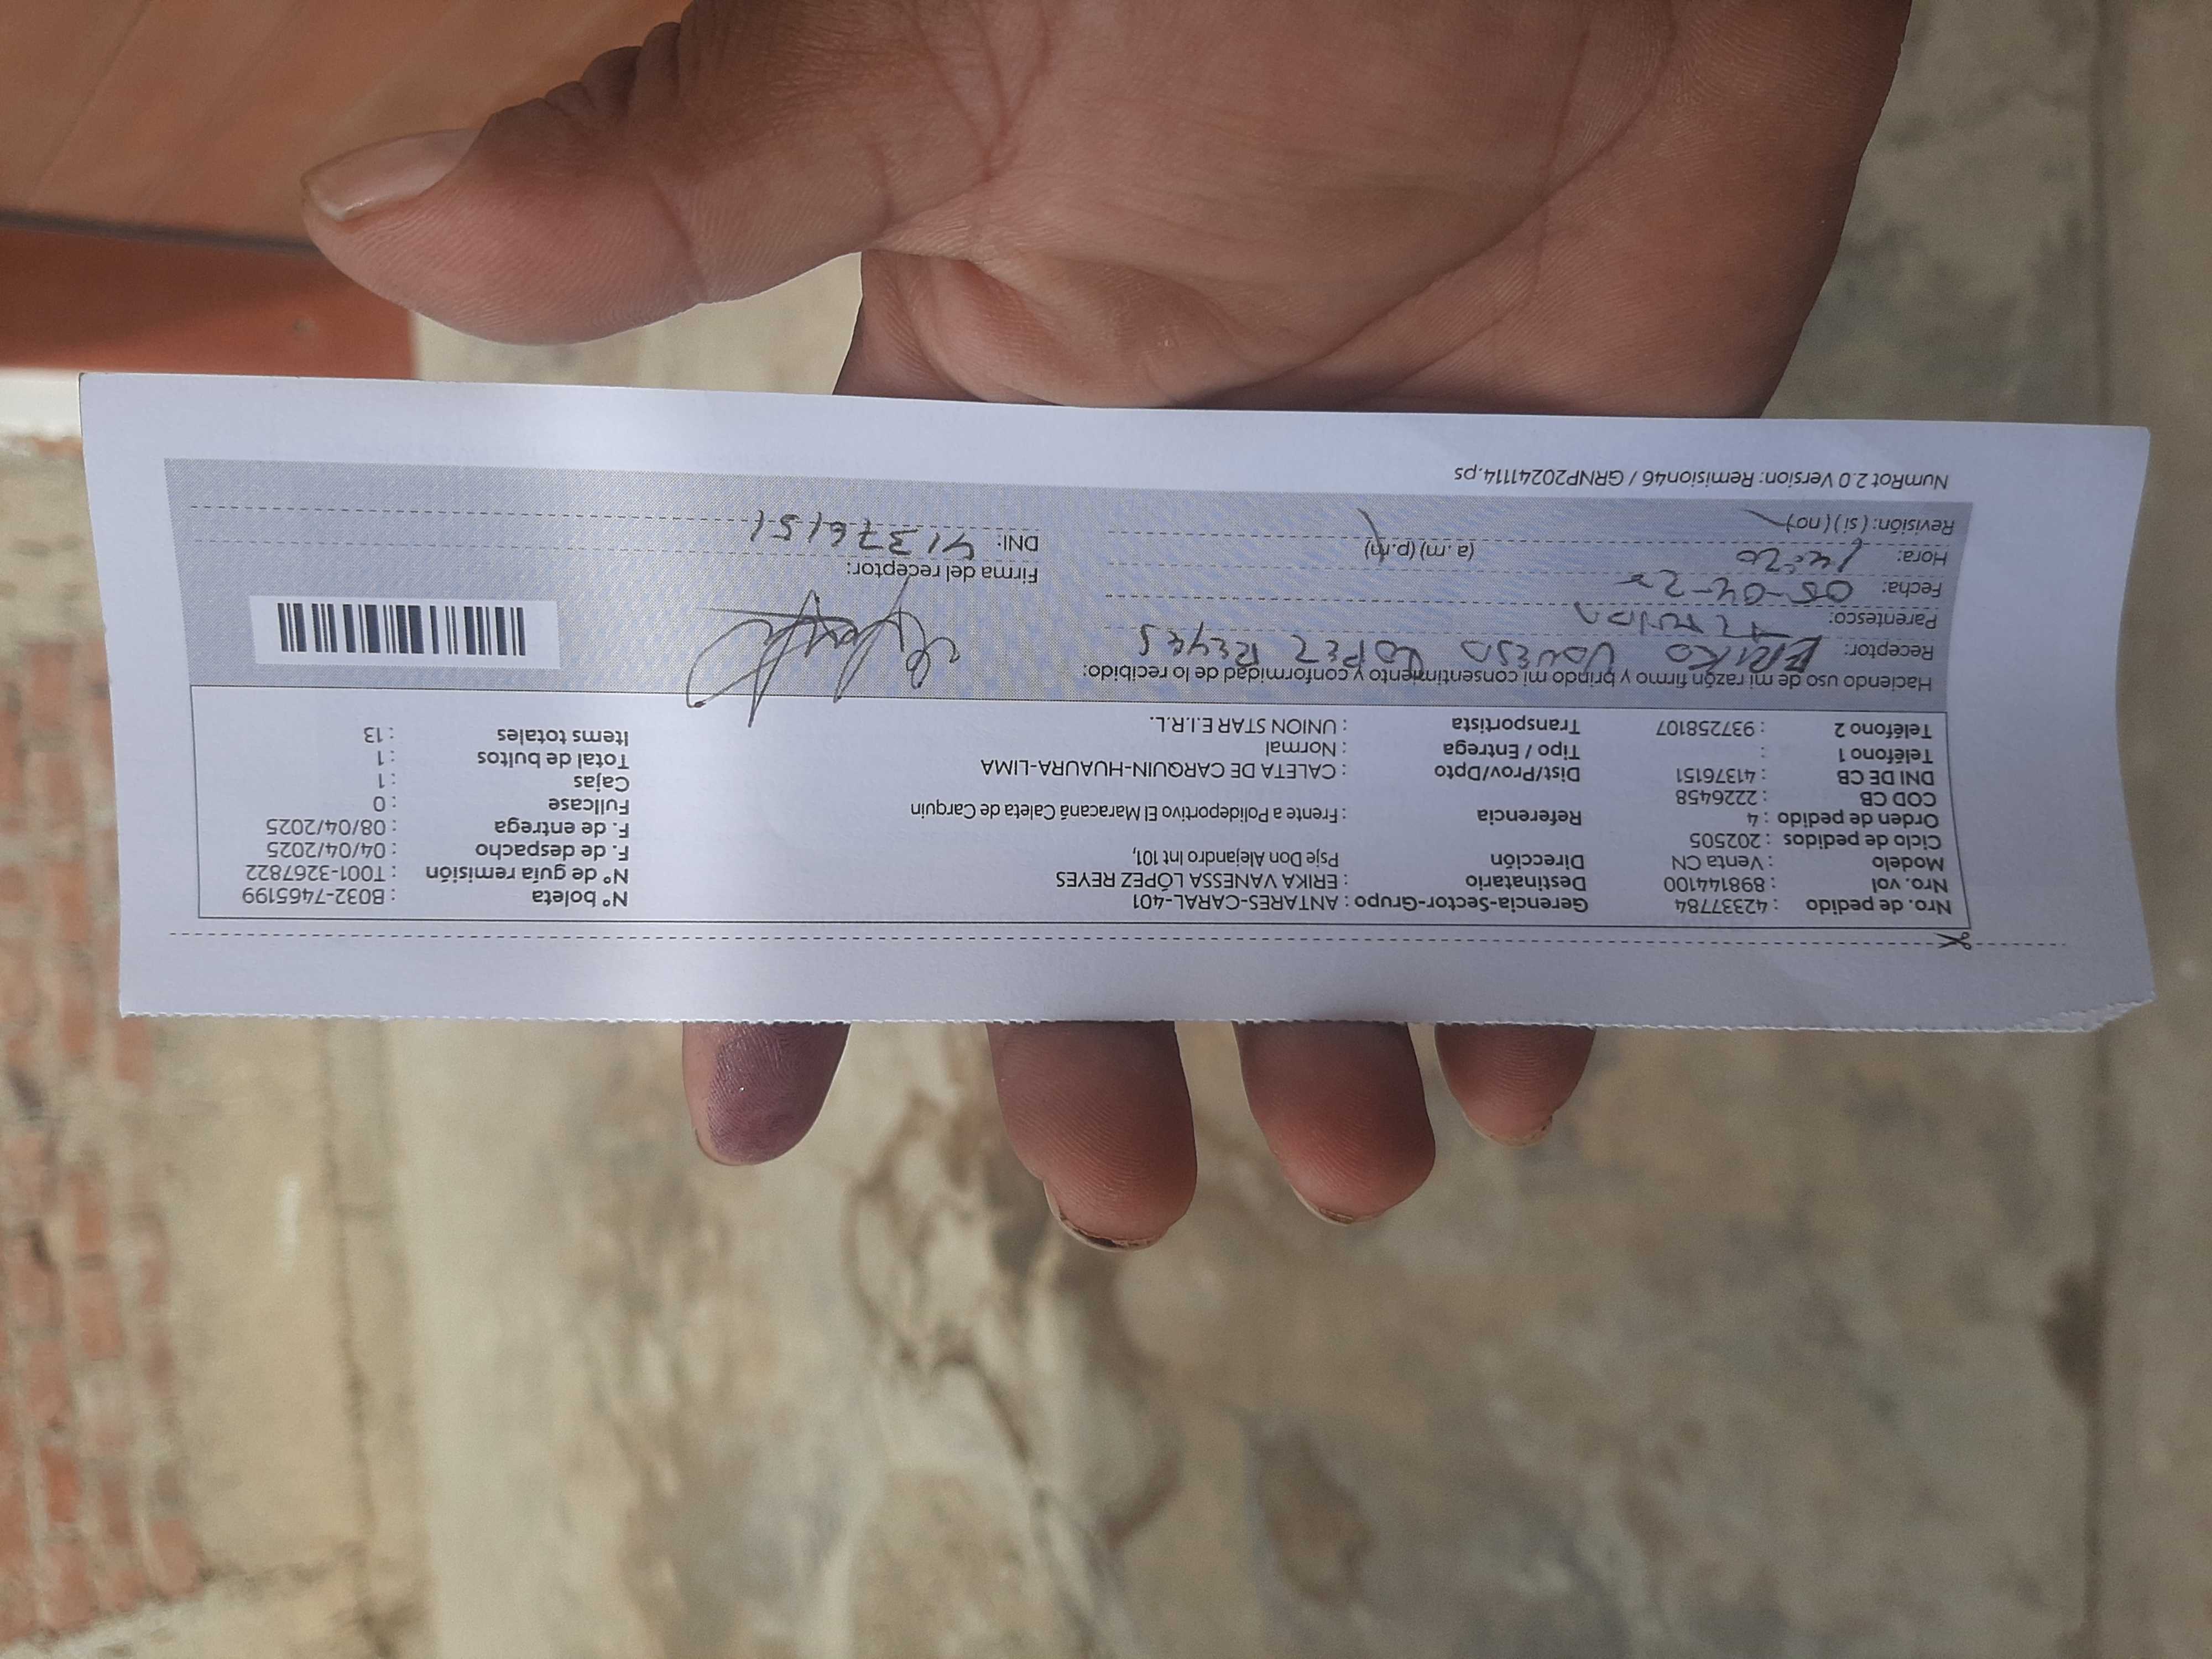 Nro. de pedido : 42337784 Gerencia-Sector-Grupo : ANTARES-CARAL-401 N° boleta : B032-7465199
Nro. vol : 898144100 Destinatario : ERIKA VANESSA LÓPEZ REYES N° de guía remisión : T001-3267822
Modelo : Venta CN Dirección Psje Don Alejandro Int 101, F. de despacho : 04/04/2025
Ciclo de pedidos : 202505 F. de entrega : 08/04/2025
Orden de pedido : 4 Referencia : Frente a Polideportivo El Maracaná Caleta de Carquin Fullcase : 0
COD CB : 2226458 Cajas : 1
DNI DE CB : 41376151 Dist/Prov/Dpto : CALETA DE CARQUIN-HUAURA-LIMA Total de bultos : 1
Teléfono 1 : Tipo / Entrega : Normal Items totales : 13
Teléfono 2 : 937258107 Transportista : UNION STAR E.I.R.L.
Haciendo uso de mi razón firmo y brindo mi consentimiento y conformidad de lo recibido:
Receptor: LOPEZ REYES
Parentesco:
Fecha: 05-04-2
Firma del receptor:
Hora: 14:20 (a.m.) (p.m)
DNI: 41376151
Revisión: (si) (no)
NumRot 2.0 Version: Remision46 / GRNP20241114.ps